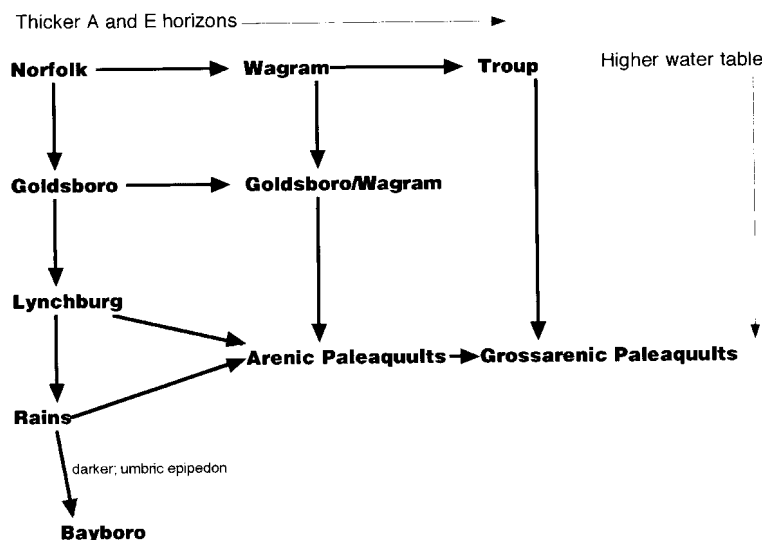 Thicker A and E horizons
Norfolk
Wagram
Troup
Higher water table
Goldsboro
Goldsboro/Wagram
Lynchburg
Arenic Paleaquults
Grossarenic Paleaquults
Rains
darker; umbric epipedon
Bayboro